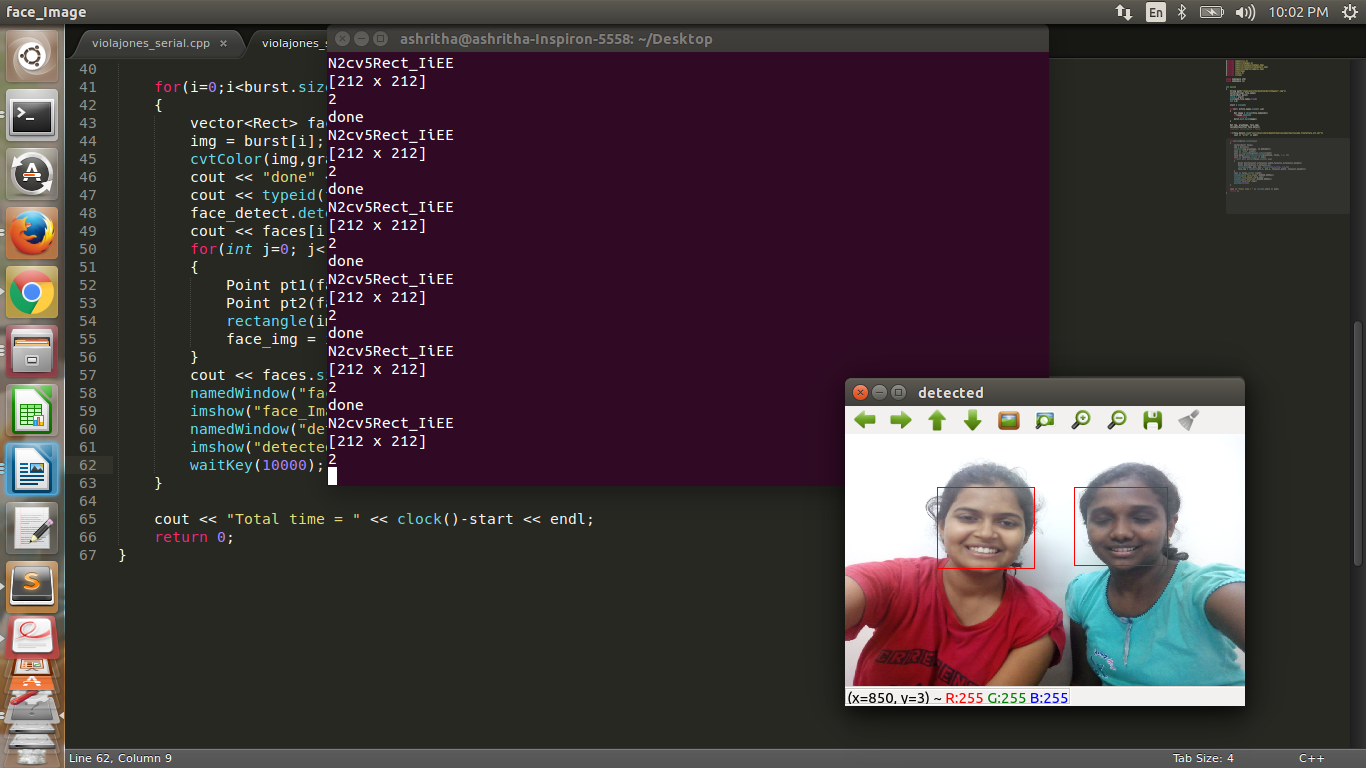 face_Image
En
10:02 PM
violajones_serial.cpp ×
violajones_s
ashritha@ashritha-Inspiron-5558: ~/Desktop
40
41 for(i=0;i<burst.size
42 {
43 vector<Rect> fa
44 img = burst[i];
45 cvtColor(img,gr
46 cout << "done"
47 cout << typeid(
48 face_detect.det
49 cout << faces[i
50 for(int j=0; j<
51 {
52 Point pt1(f
53 Point pt2(f
54 rectangle(i
55 face_img =
56 }
57 cout << faces.s
58 namedWindow("fa
59 imshow("face_Im
60 namedWindow("de
61 imshow("detecte
62 waitKey(10000);
63 }
64
65 cout << "Total time = " << clock()-start << endl;
66 return 0;
67 }
N2cv5Rect_IiEE
[212 x 212]
2
done
N2cv5Rect_IiEE
[212 x 212]
2
done
N2cv5Rect_IiEE
[212 x 212]
2
done
N2cv5Rect_IiEE
[212 x 212]
2
done
N2cv5Rect_IiEE
[212 x 212]
2
done
N2cv5Rect_IiEE
[212 x 212]
2
detected
(x=850, y=3) ~ R:255 G:255 B:255
Line 62, Column 9
Tab Size: 4
C++